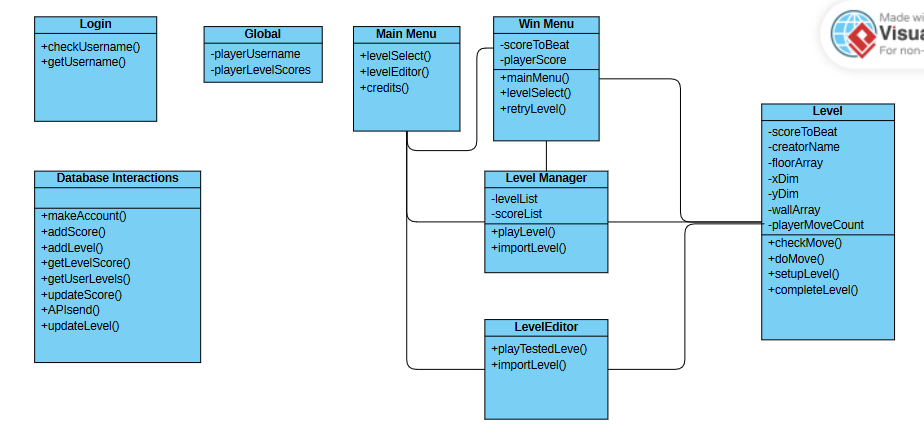 Login
+checkUsername()
+getUsername()
Global
-playerUsername
-playerLevelScores
Main Menu
+levelSelect()
+levelEditor()
+credits()
Win Menu
-scoreToBeat
-playerScore
+mainMenu()
+levelSelect()
+retryLevel()
Made wi
Visua
For non-
Level
-scoreToBeat
-creatorName
-floorArray
-xDim
-yDim
-wallArray
-playerMoveCount
+checkMove()
+doMove()
+setupLevel()
+completeLevel()
Database Interactions
+makeAccount()
+addScore()
+addLevel()
+getLevelScore()
+getUserLevels()
+updateScore()
+APIsend()
+updateLevel()
Level Manager
-levelList
-scoreList
+playLevel()
+importLevel()
LevelEditor
+playTestedLeve()
+importLevel()